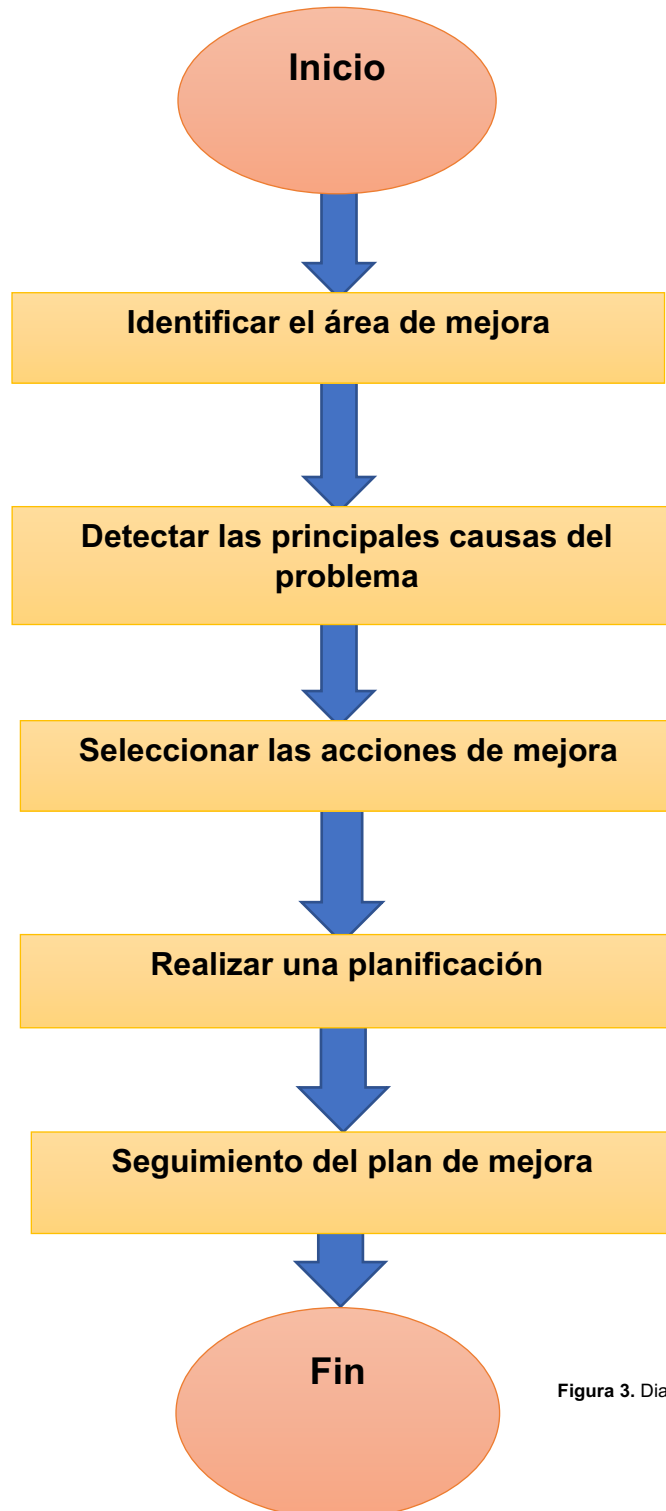 Inicio
Identificar el área de mejora
Detectar las principales causas del
problema
Seleccionar las acciones de mejora
Realizar una planificación
Seguimiento del plan de mejora
Fin
Figura 3.